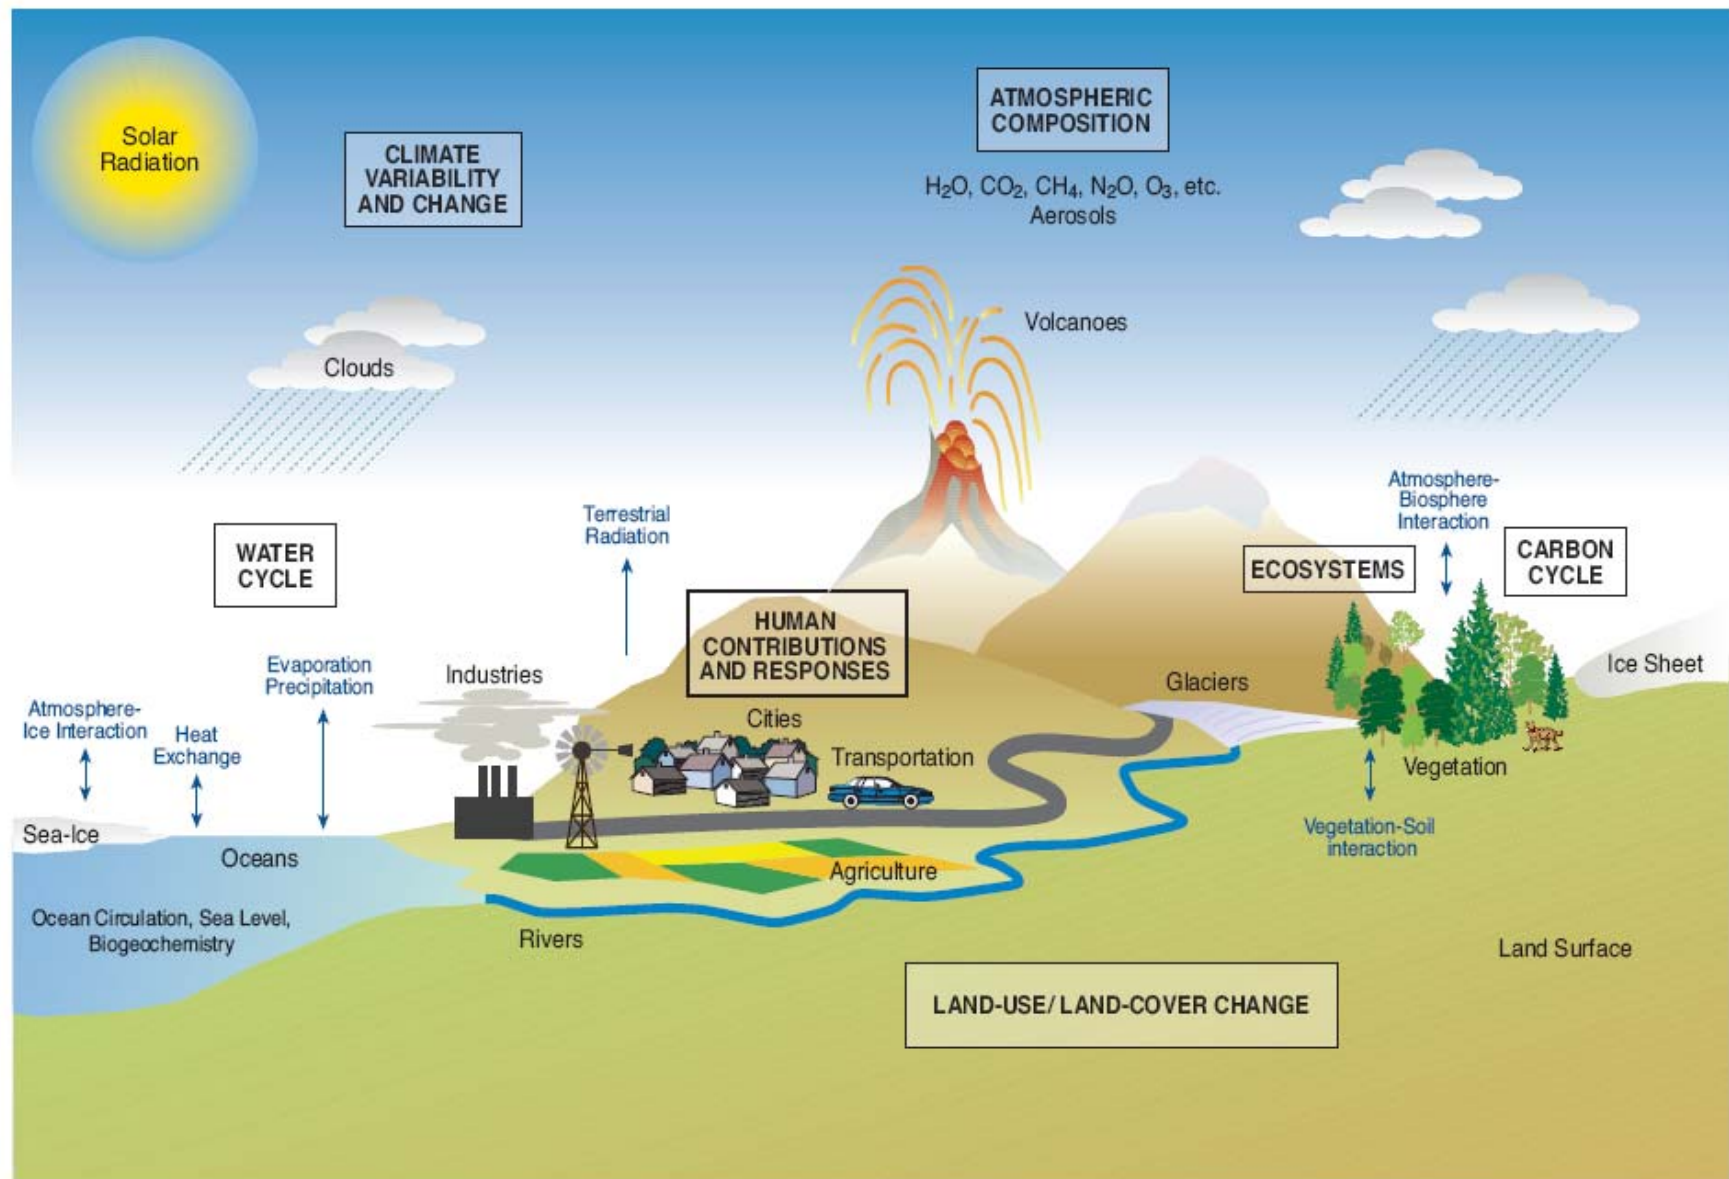 Solar
Radiation
CLIMATE
VARIABILITY
AND CHANGE
ATMOSPHERIC
COMPOSITION
H₂O, CO₂, CH₄, N₂O, O₃, etc.
Aerosols
Volcanoes
Clouds
Terrestrial
Radiation
WATER
CYCLE
Atmosphere-
Biosphere
Interaction
ECOSYSTEMS
CARBON
CYCLE
HUMAN
CONTRIBUTIONS
AND RESPONSES
Evaporation
Precipitation
Industries
Ice Sheet
Glaciers
Atmosphere-
Ice Interaction
Heat
Exchange
Cities
Transportation
Vegetation
Sea-Ice
Oceans
Vegetation-Soil
interaction
Agriculture
Ocean Circulation, Sea Level,
Biogeochemistry
Rivers
Land Surface
LAND-USE/ LAND-COVER CHANGE